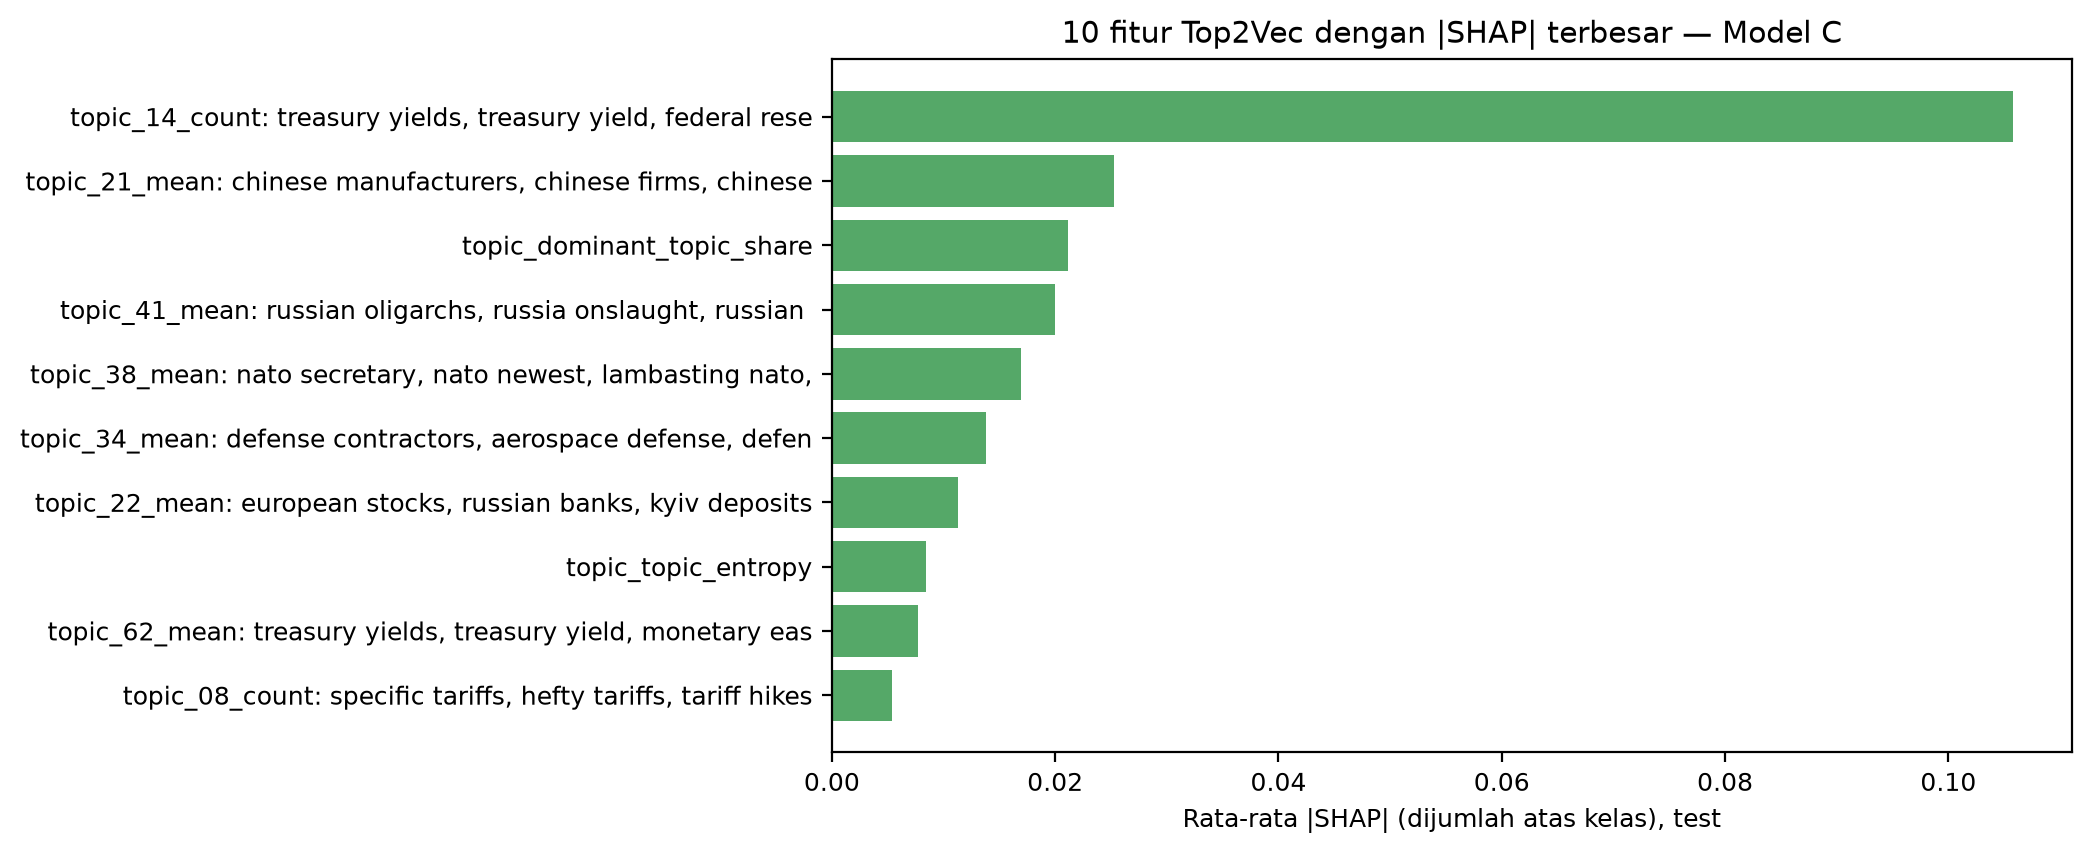 10 fitur Top2Vec dengan |SHAP| terbesar — Model C
topic_14_count: treasury yields, treasury yield, federal rese
topic_21_mean: chinese manufacturers, chinese firms, chinese
topic_dominant_topic_share
topic_41_mean: russian oligarchs, russia onslaught, russian
topic_38_mean: nato secretary, nato newest, lambasting nato,
topic_34_mean: defense contractors, aerospace defense, defen
topic_22_mean: european stocks, russian banks, kyiv deposits
topic_topic_entropy
topic_62_mean: treasury yields, treasury yield, monetary eas
topic_08_count: specific tariffs, hefty tariffs, tariff hikes
0.00 0.02 0.04 0.06 0.08 0.10
Rata-rata |SHAP| (dijumlah atas kelas), test